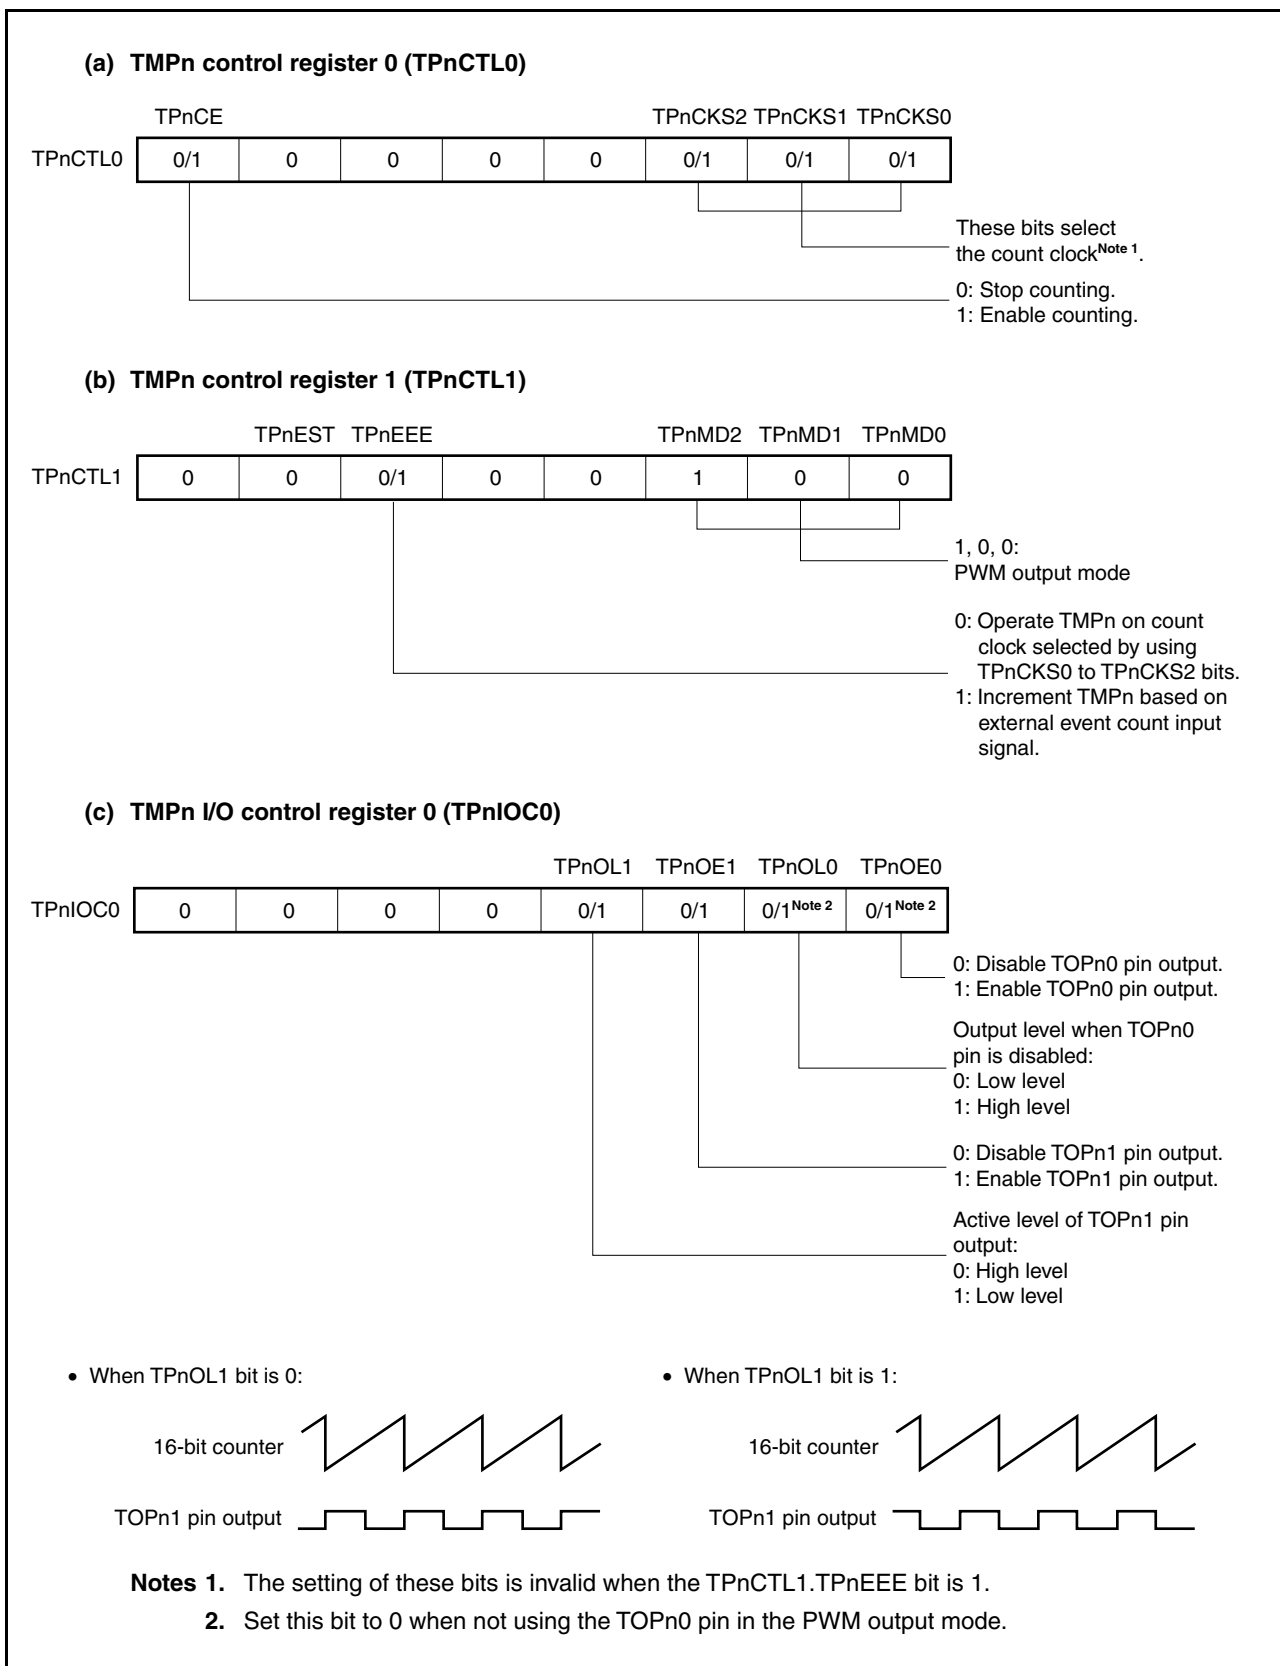 (a) TMPn control register 0 (TPnCTL0)
TPnCE TPnCKS2 TPnCKS1 TPnCKS0
TPnCTL0 0/1 0 0 0 0 0/1 0/1 0/1
These bits select
the count clockNote 1.
0: Stop counting.
1: Enable counting.
(b) TMPn control register 1 (TPnCTL1)
TPnEST TPnEEE TPnMD2 TPnMD1 TPnMD0
TPnCTL1 0 0 0/1 0 0 1 0 0
1, 0, 0:
PWM output mode
0: Operate TMPn on count
clock selected by using
TPnCKS0 to TPnCKS2 bits.
1: Increment TMPn based on
external event count input
signal.
(c) TMPn I/O control register 0 (TPnIOC0)
TPnOL1 TPnOE1 TPnOL0 TPnOE0
TPnIOC0 0 0 0 0 0/1 0/1 0/1Note 2 0/1Note 2
0: Disable TOPn0 pin output.
1: Enable TOPn0 pin output.
Output level when TOPn0
pin is disabled:
0: Low level
1: High level
0: Disable TOPn1 pin output.
1: Enable TOPn1 pin output.
Active level of TOPn1 pin
output:
0: High level
1: Low level
• When TPnOL1 bit is 0:
16-bit counter
TOPn1 pin output
• When TPnOL1 bit is 1:
16-bit counter
TOPn1 pin output
Notes 1. The setting of these bits is invalid when the TPnCTL1.TPnEEE bit is 1.
2. Set this bit to 0 when not using the TOPn0 pin in the PWM output mode.